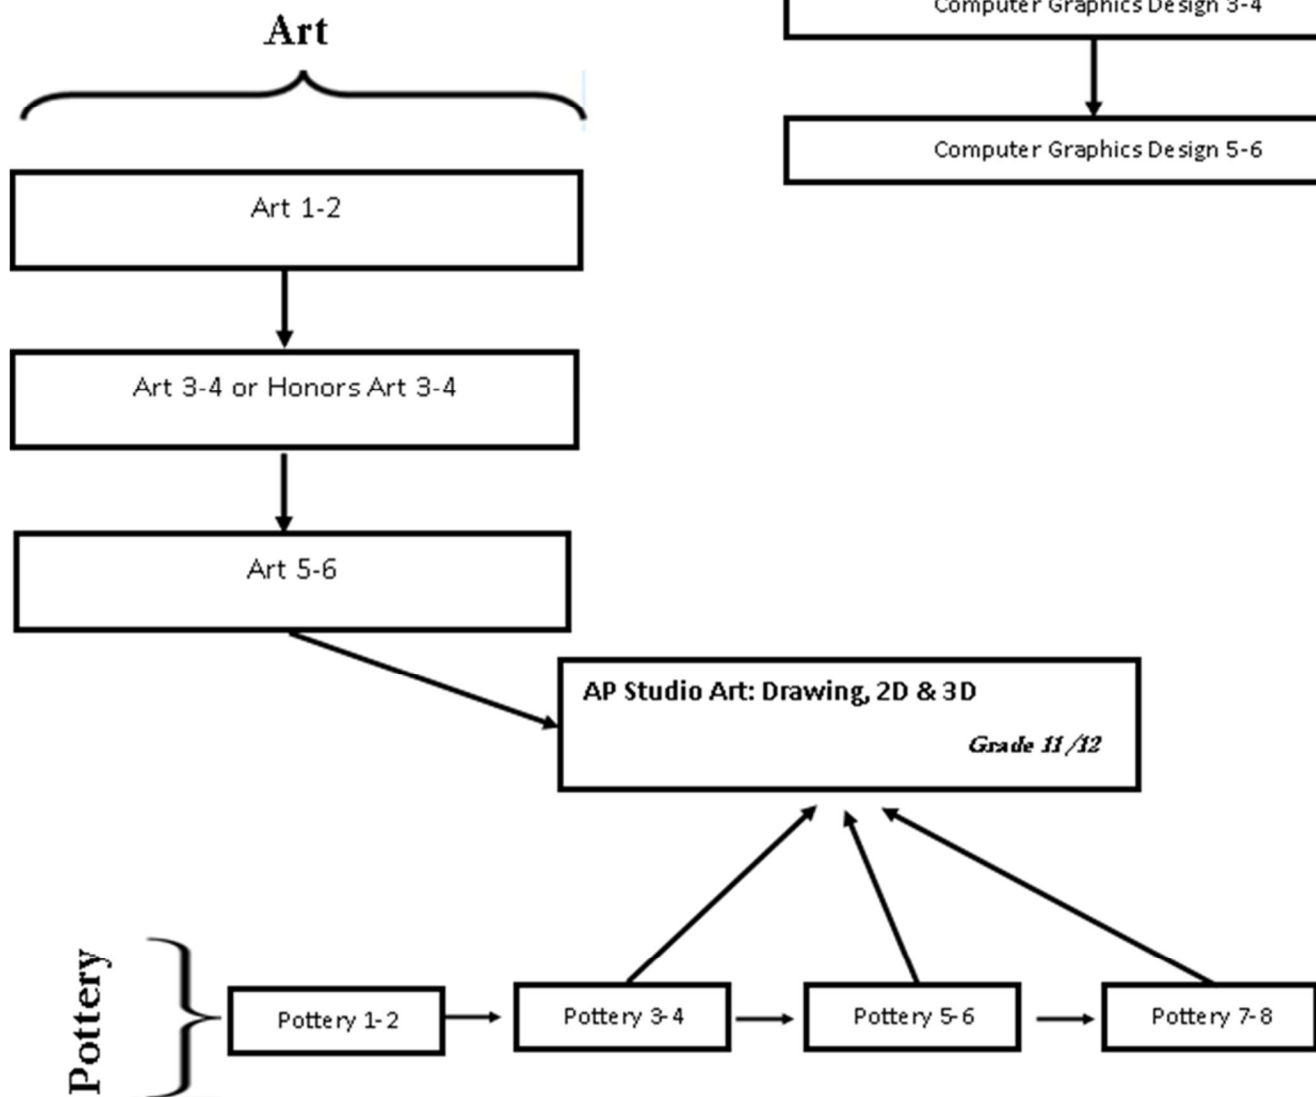 Art
Computer Graphics Design 3-4
Computer Graphics Design 5-6
Art 1-2
Art 3-4 or Honors Art 3-4
Art 5-6
AP Studio Art: Drawing, 2D & 3D
Grade 11/12
Pottery
Pottery 1-2
Pottery 3-4
Pottery 5-6
Pottery 7-8